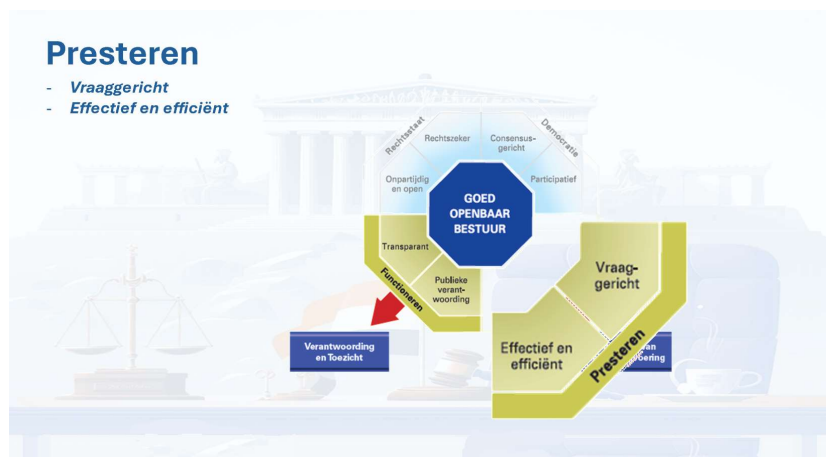 Presteren
- Vraaggericht
- Effectief en efficiënt
Rechtsstaat
Rechtszeker
Consensus-
gericht
Democratie
Onpartijdig
en open
Participatief
GOED
OPENBAAR
BESTUUR
Transparant
Publieke
verant-
woording
Functioneren
Vraag-
gericht
Effectief en
efficiënt
Presteren
Verantwoording
en Toezicht